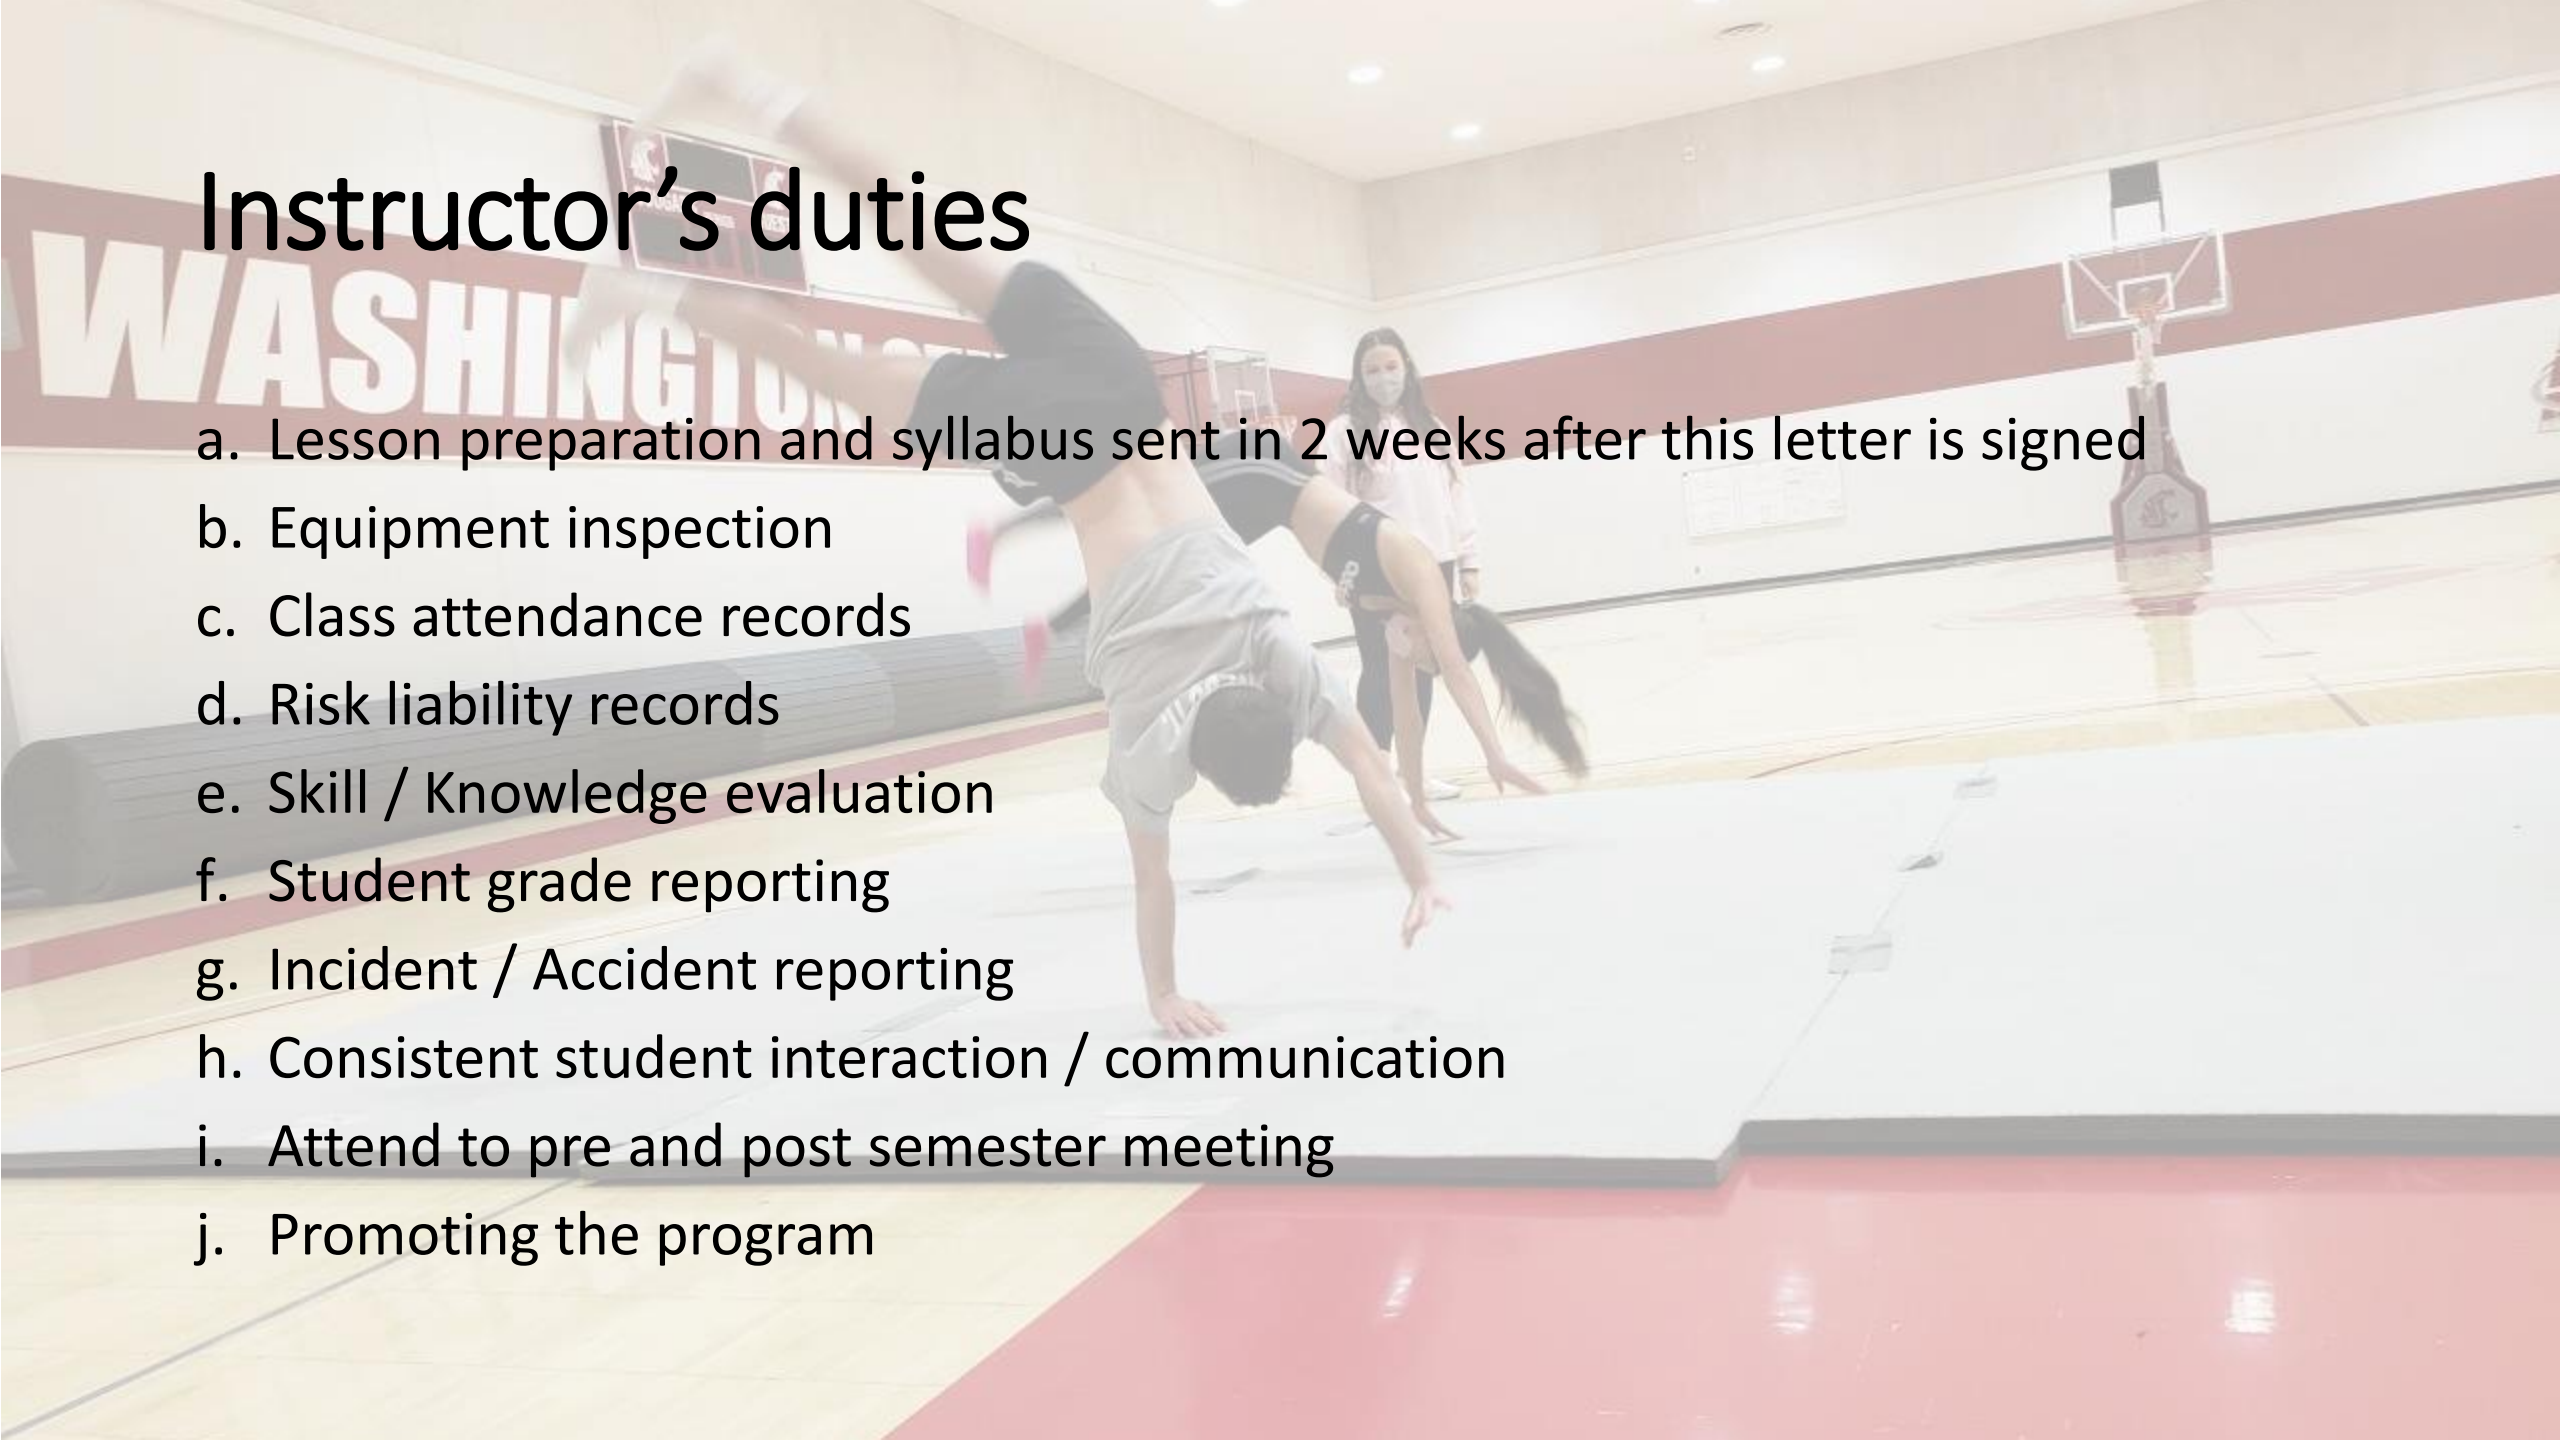 Instructor’s duties
WASHINGTON
a. Lesson preparation and syllabus sent in 2 weeks after this letter is signed
b. Equipment inspection
c. Class attendance records
d. Risk liability records
e. Skill / Knowledge evaluation
f. Student grade reporting
g. Incident / Accident reporting
h. Consistent student interaction / communication
i. Attend to pre and post semester meeting
j. Promoting the program